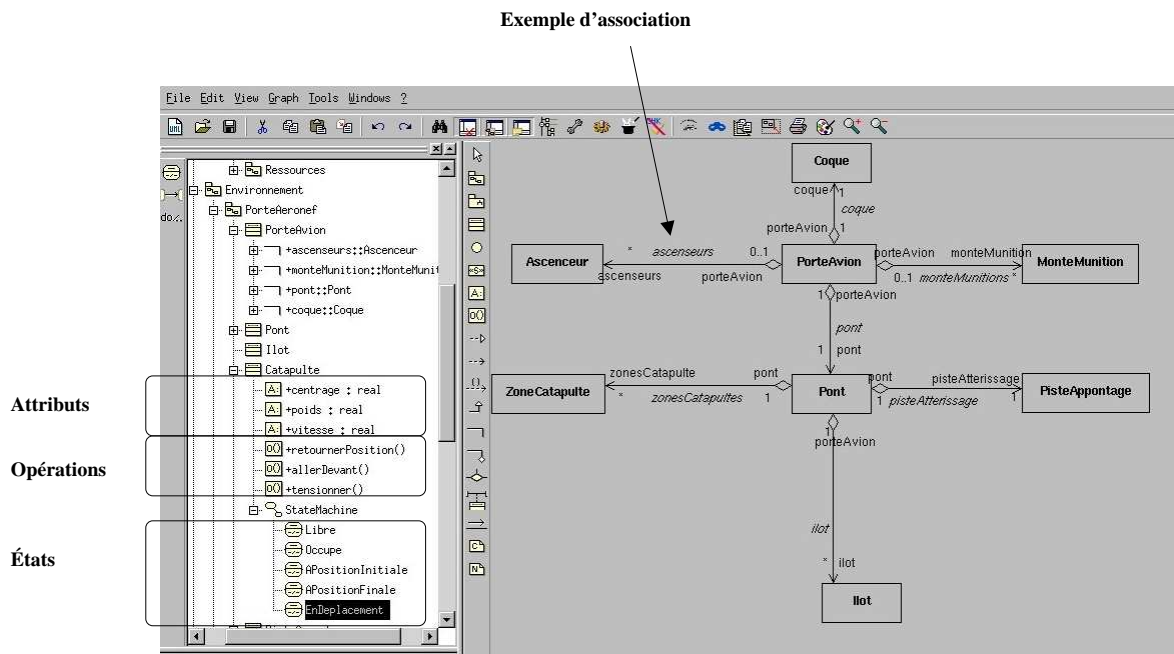 Exemple d'association
File Edit View Graph Tools Windows ?
Ressources
Environnement
PorteAeronef
PorteAvion
+ascenseurs::Ascenceur
+monteMunition::MonteMunit
+pont::Pont
+coque::Coque
Pont
Ilot
Catapulte
Attributs
+centrage : real
+poids : real
+vitesse : real
Opérations
+retournerPosition()
+allerDevant()
+tensionner()
StateMachine
États
Libre
Occupe
APositionInitiale
APositionFinale
EnDeplacement
Coque
coque 1
coque
porteAvion 1
Ascenceur
* ascenseurs 0..1
ascenseurs porteAvion
PorteAvion
porteAvion monteMunition
0..1 monteMunitions *
MonteMunition
1 porteAvion
pont
1 pont
ZoneCatapulte
zonesCatapulte pont
* zonesCatapultes 1
Pont
pont pisteAtterissage
1 pisteAtterissage 1
PisteAppontage
1
porteAvion
ilot
* ilot
Ilot